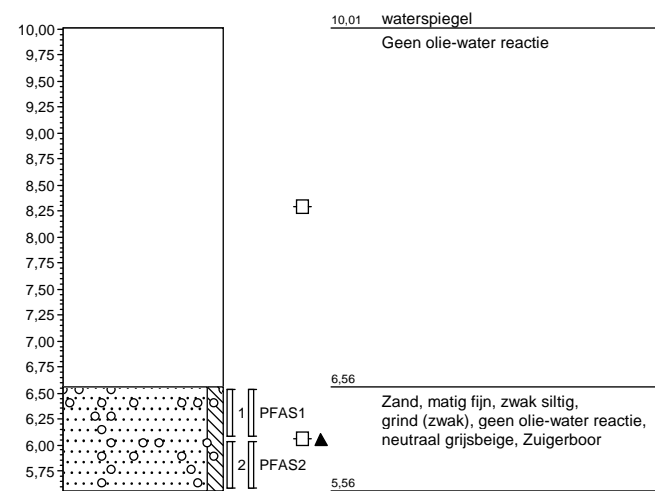 10,01 waterspiegel
10,00
Geen olie-water reactie
9,75
9,50
9,25
9,00
8,75
8,50
8,25
8,00
7,75
7,50
7,25
7,00
6,75
6,56
6,50
Zand, matig fijn, zwak siltig,
1 PFAS1
grind (zwak), geen olie-water reactie,
6,25
neutraal grijsbeige, Zuigerboor
6,00
2 PFAS2
5,75
5,56